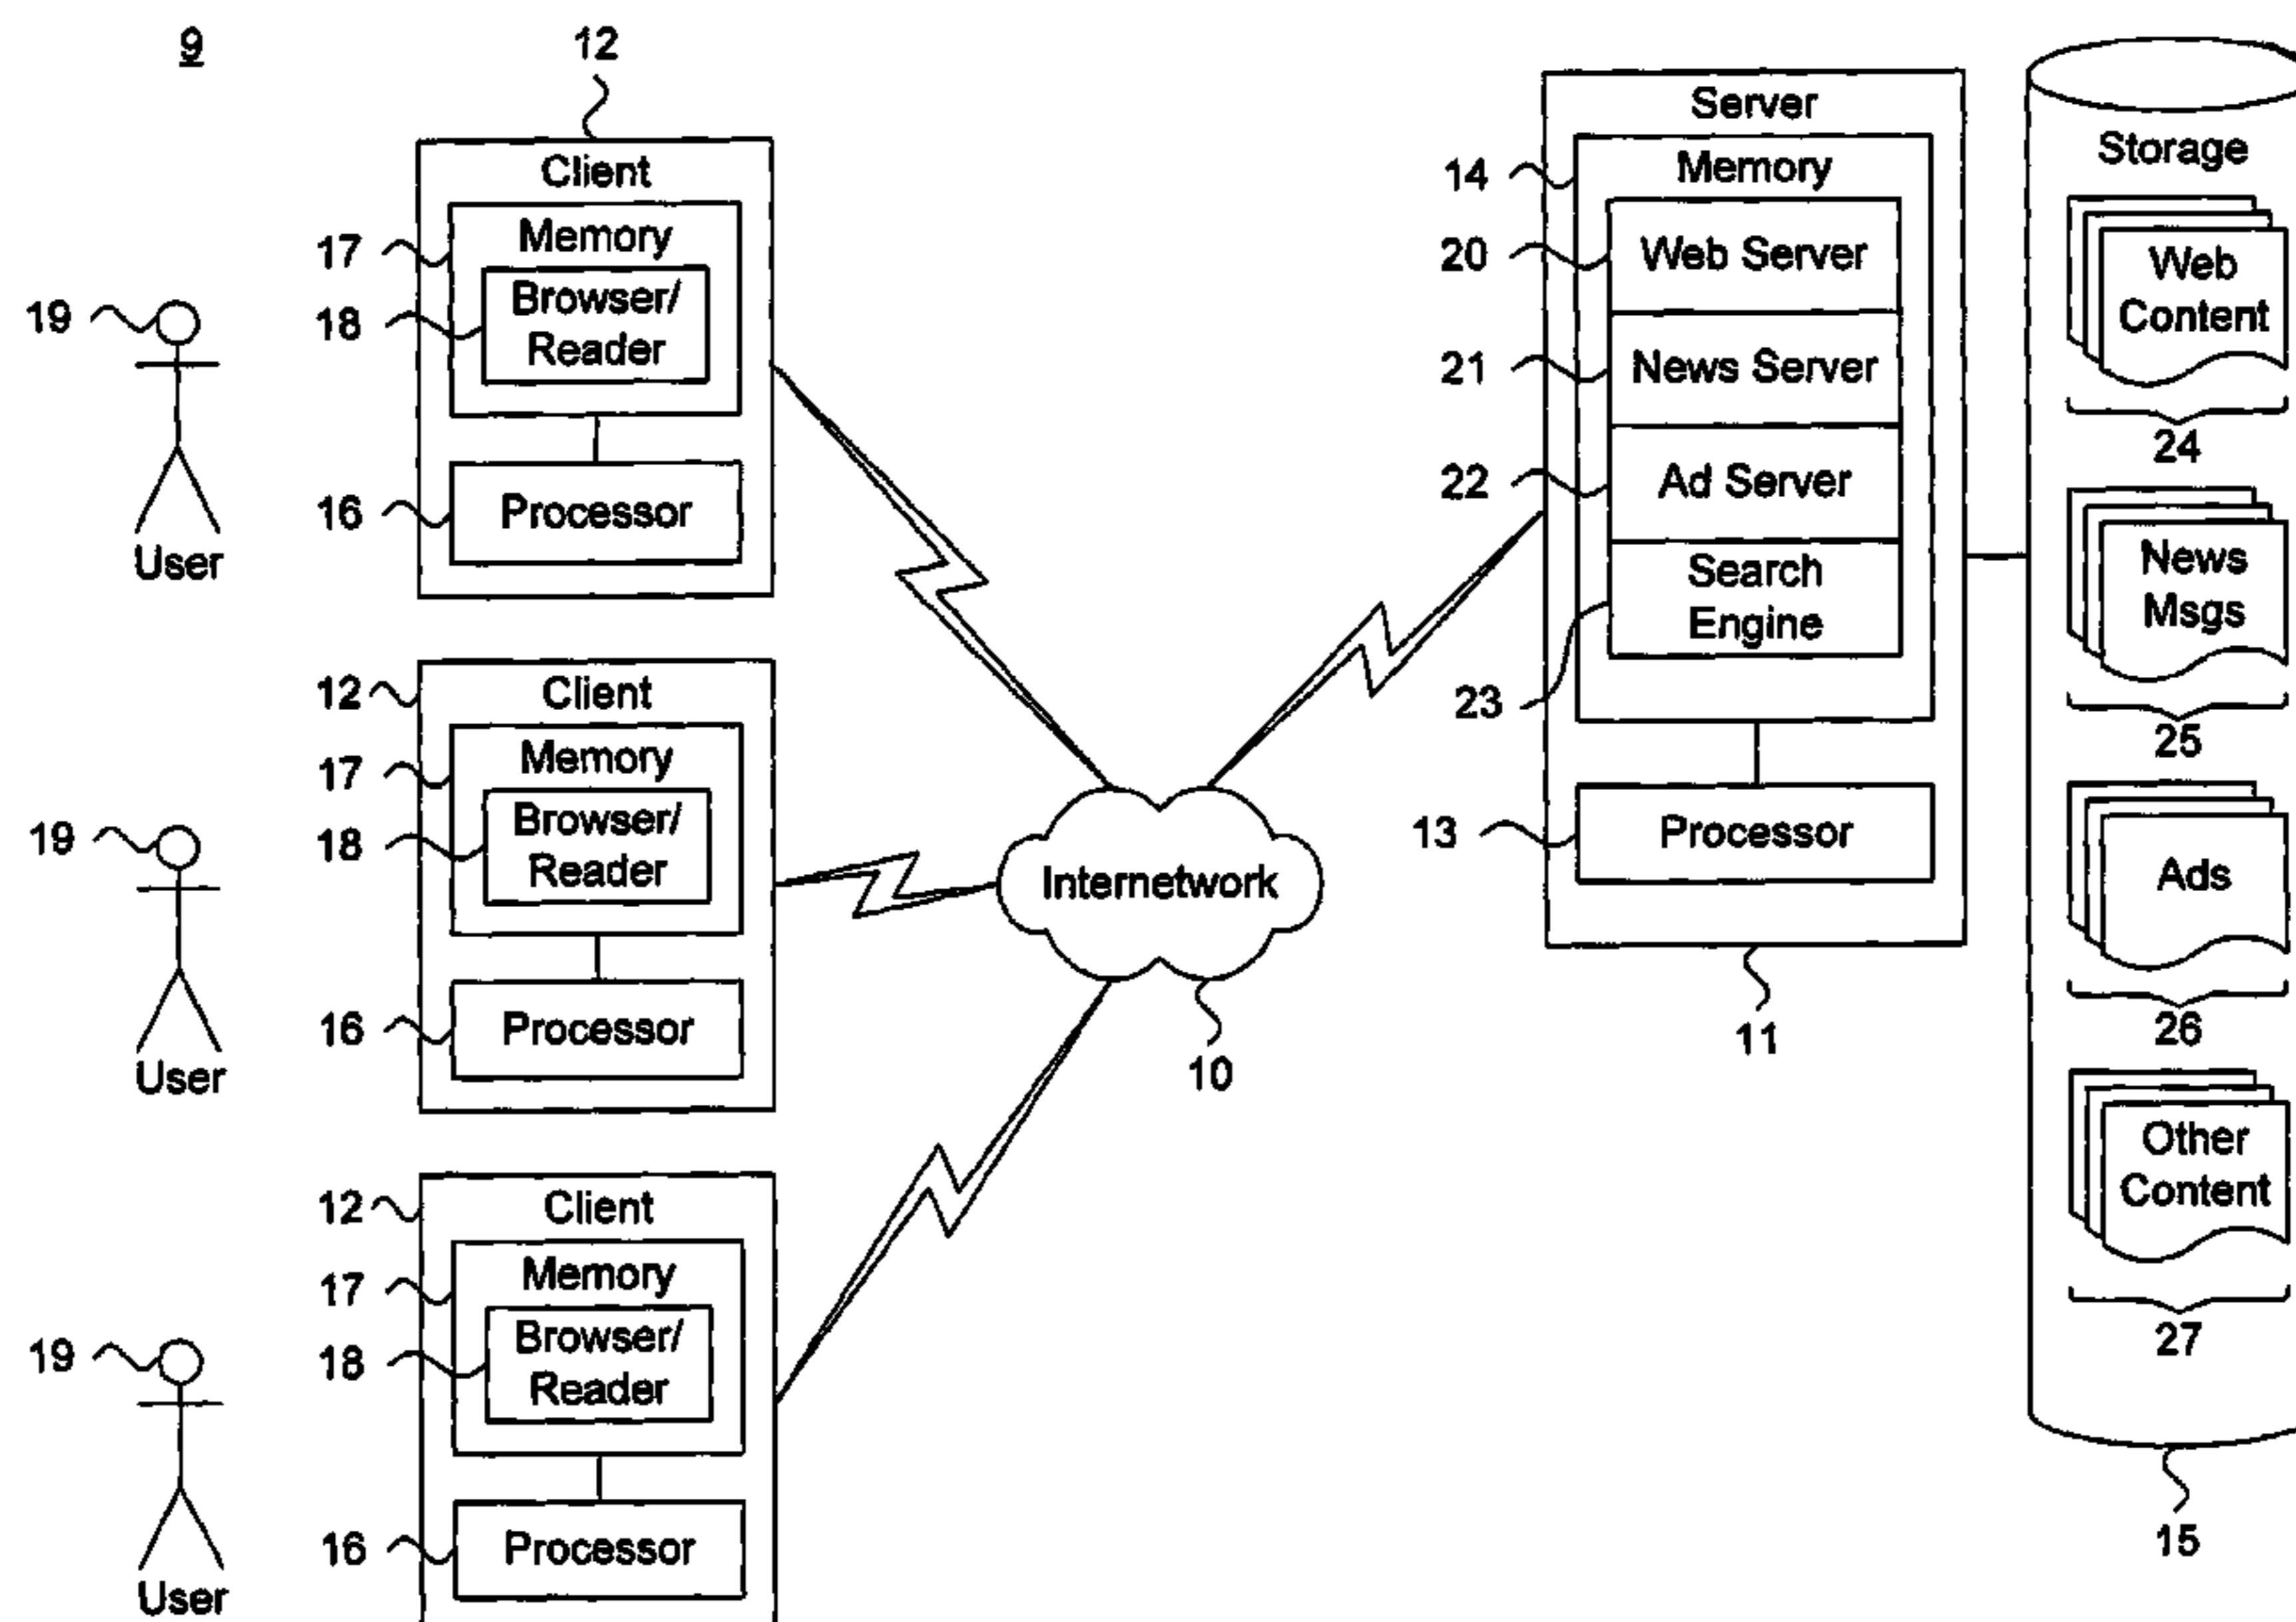 9
12
Client
Memory
17
Browser/
Reader
18
Processor
16
19
User
12
Client
Memory
17
Browser/
Reader
18
Processor
16
19
User
12
Client
Memory
17
Browser/
Reader
18
Processor
16
19
User
Internetwork
10
Server
14
Memory
20
Web Server
21
News Server
22
Ad Server
Search
Engine
23
13
Processor
11
Storage
Web
Content
24
News
Msgs
25
Ads
26
Other
Content
27
15